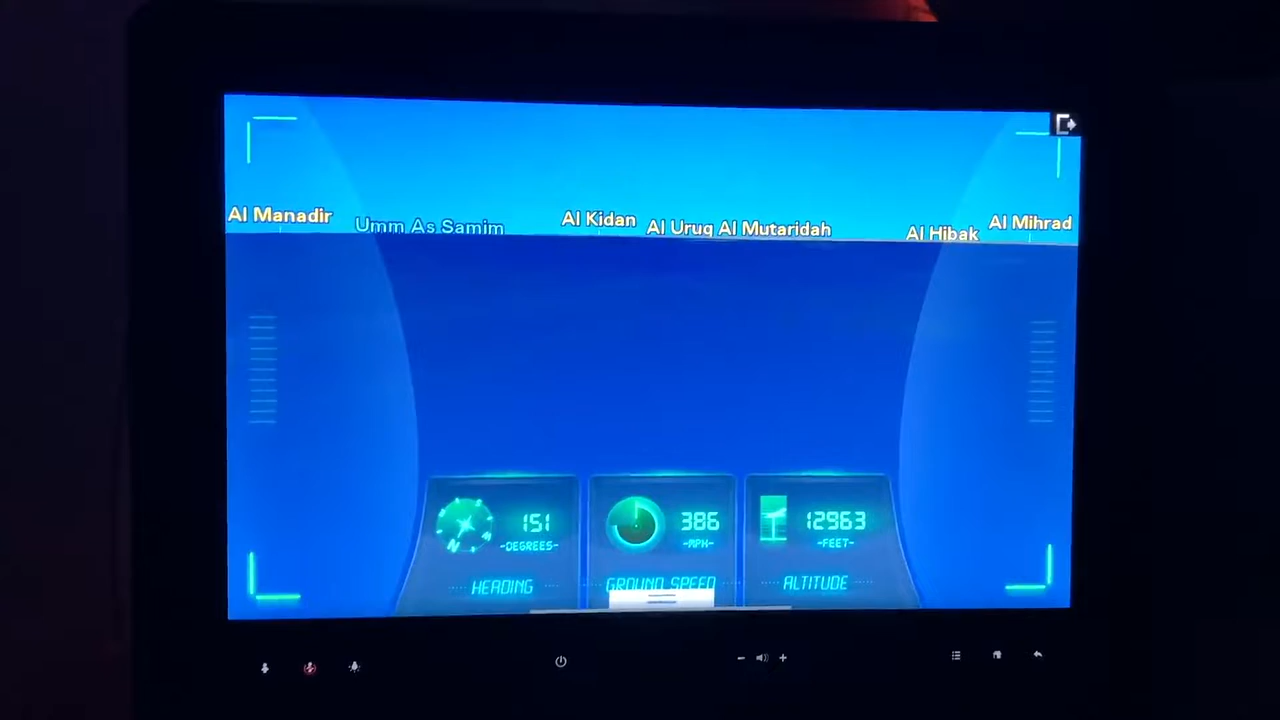 Al Manadir
Umm As Samim
Al Kidan
Al Uruq Al Mutaridah
Al Hibak
Al Mihrad
N
151
-DEGREES-
HEADING
386
-MPH-
GROUND SPEED
12963
-FEET-
ALTITUDE